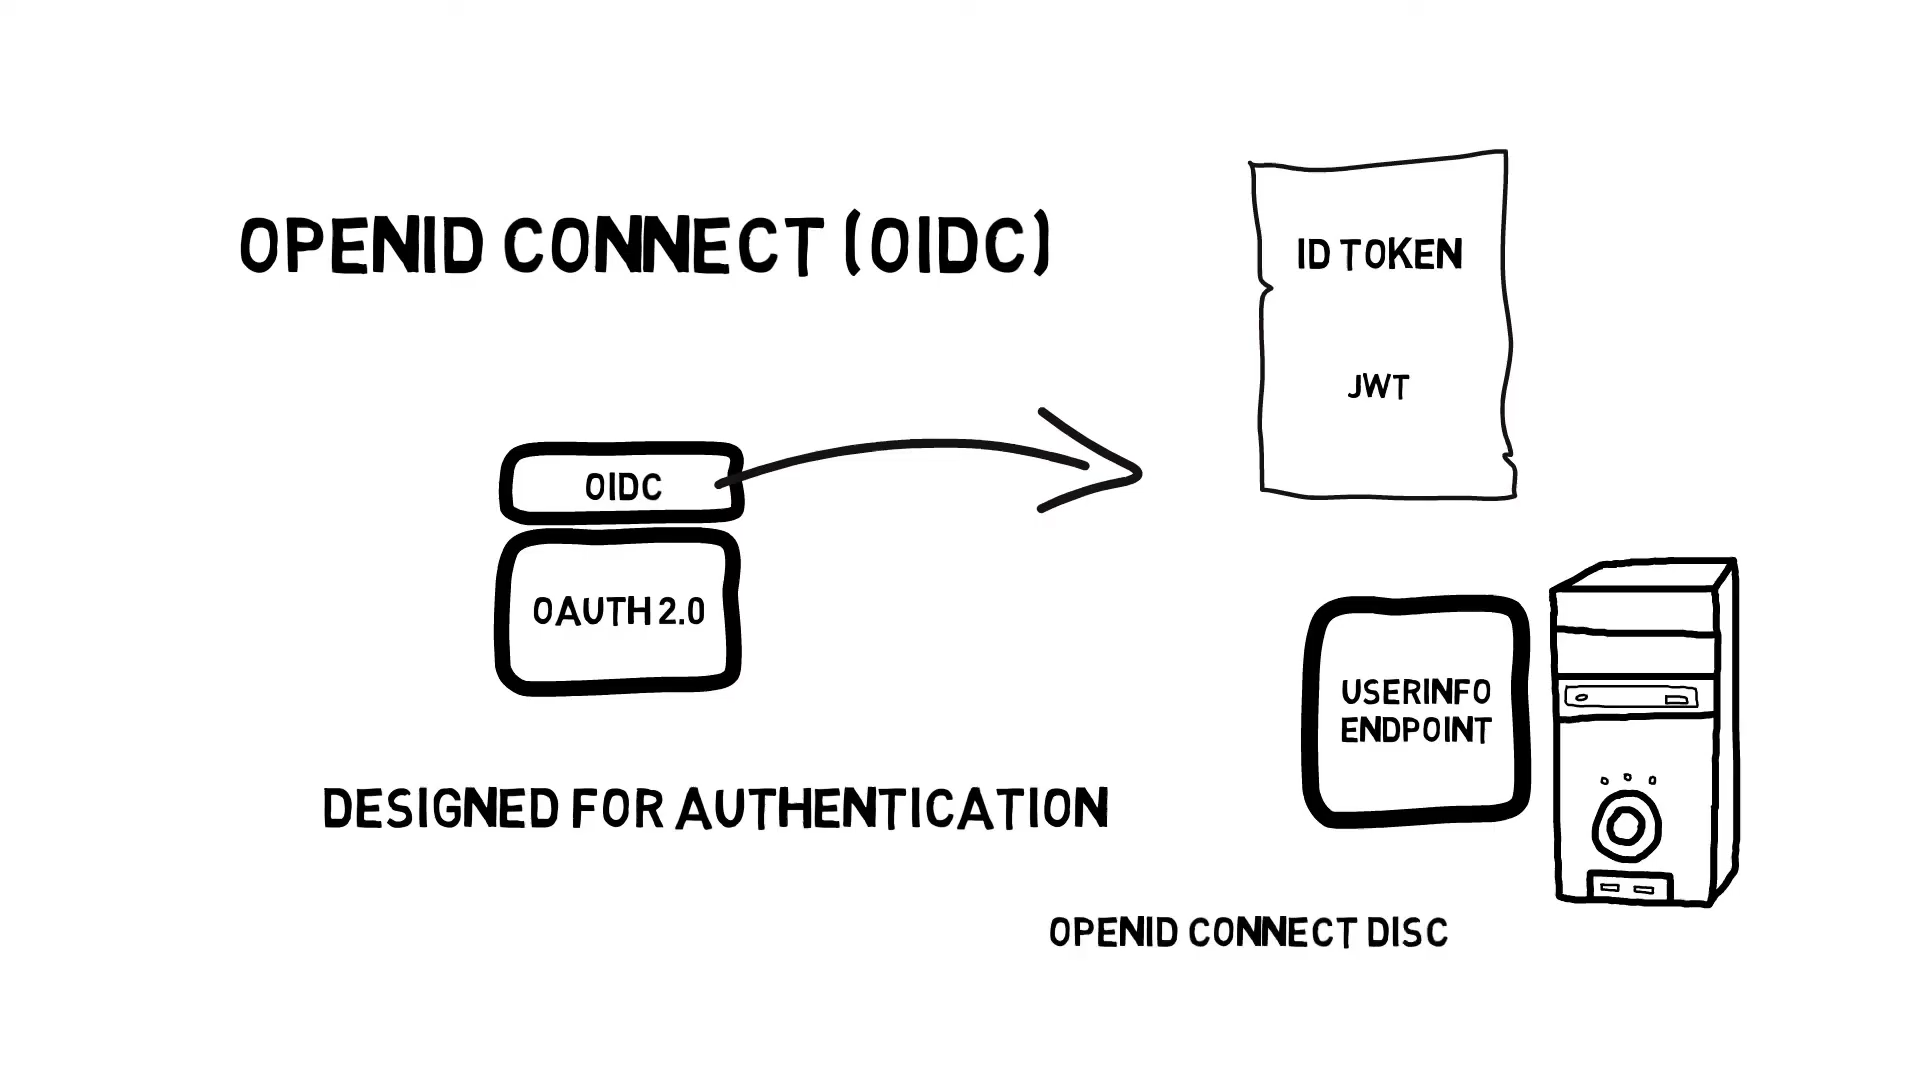 OPENID CONNECT (OIDC)
ID TOKEN
JWT
OIDC
OAUTH 2.0
USERINFO
ENDPOINT
DESIGNED FOR AUTHENTICATION
OPENID CONNECT DISC